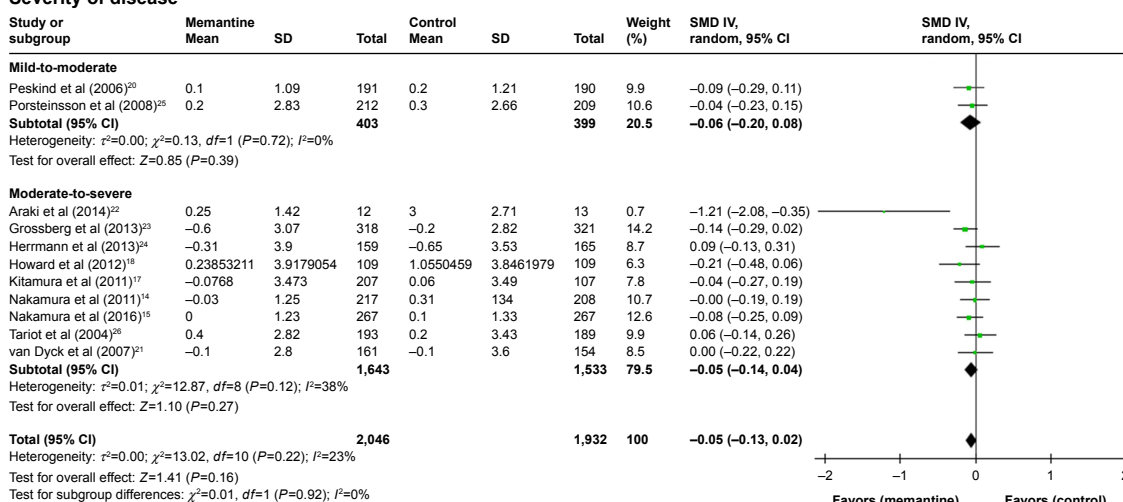 Severity of disease
Study or Memantine Control Weight SMD IV, SMD IV,
subgroup Mean SD Total Mean SD Total (%) random, 95% CI random, 95% CI
Mild-to-moderate
Peskind et al (2006)²⁰ 0.1 1.09 191 0.2 1.21 190 9.9 –0.09 (–0.29, 0.11)
Porsteinsson et al (2008)²⁵ 0.2 2.83 212 0.3 2.66 209 10.6 –0.04 (–0.23, 0.15)
Subtotal (95% CI) 403 399 20.5 –0.06 (–0.20, 0.08)
Heterogeneity: τ²=0.00; χ²=0.13, df=1 (P=0.72); I²=0%
Test for overall effect: Z=0.85 (P=0.39)
Moderate-to-severe
Araki et al (2014)²² 0.25 1.42 12 3 2.71 13 0.7 –1.21 (–2.08, –0.35)
Grossberg et al (2013)²³ –0.6 3.07 318 –0.2 2.82 321 14.2 –0.14 (–0.29, 0.02)
Herrmann et al (2013)²⁴ –0.31 3.9 159 –0.65 3.53 165 8.7 0.09 (–0.13, 0.31)
Howard et al (2012)¹⁸ 0.23853211 3.9179054 109 1.0550459 3.8461979 109 6.3 –0.21 (–0.48, 0.06)
Kitamura et al (2011)¹⁷ –0.0768 3.473 207 0.06 3.49 107 7.8 –0.04 (–0.27, 0.19)
Nakamura et al (2011)¹⁴ –0.03 1.25 217 0.31 134 208 10.7 –0.00 (–0.19, 0.19)
Nakamura et al (2016)¹⁵ 0 1.23 267 0.1 1.33 267 12.6 –0.08 (–0.25, 0.09)
Tariot et al (2004)²⁶ 0.4 2.82 193 0.2 3.43 189 9.9 0.06 (–0.14, 0.26)
van Dyck et al (2007)²¹ –0.1 2.8 161 –0.1 3.6 154 8.5 0.00 (–0.22, 0.22)
Subtotal (95% CI) 1,643 1,533 79.5 –0.05 (–0.14, 0.04)
Heterogeneity: τ²=0.01; χ²=12.87, df=8 (P=0.12); I²=38%
Test for overall effect: Z=1.10 (P=0.27)
Total (95% CI) 2,046 1,932 100 –0.05 (–0.13, 0.02)
Heterogeneity: τ²=0.00; χ²=13.02, df=10 (P=0.22); I²=23%
Test for overall effect: Z=1.41 (P=0.16)
Test for subgroup differences: χ²=0.01, df=1 (P=0.92); I²=0%
–2 –1 0 1 2
Favors (memantine) Favors (control)